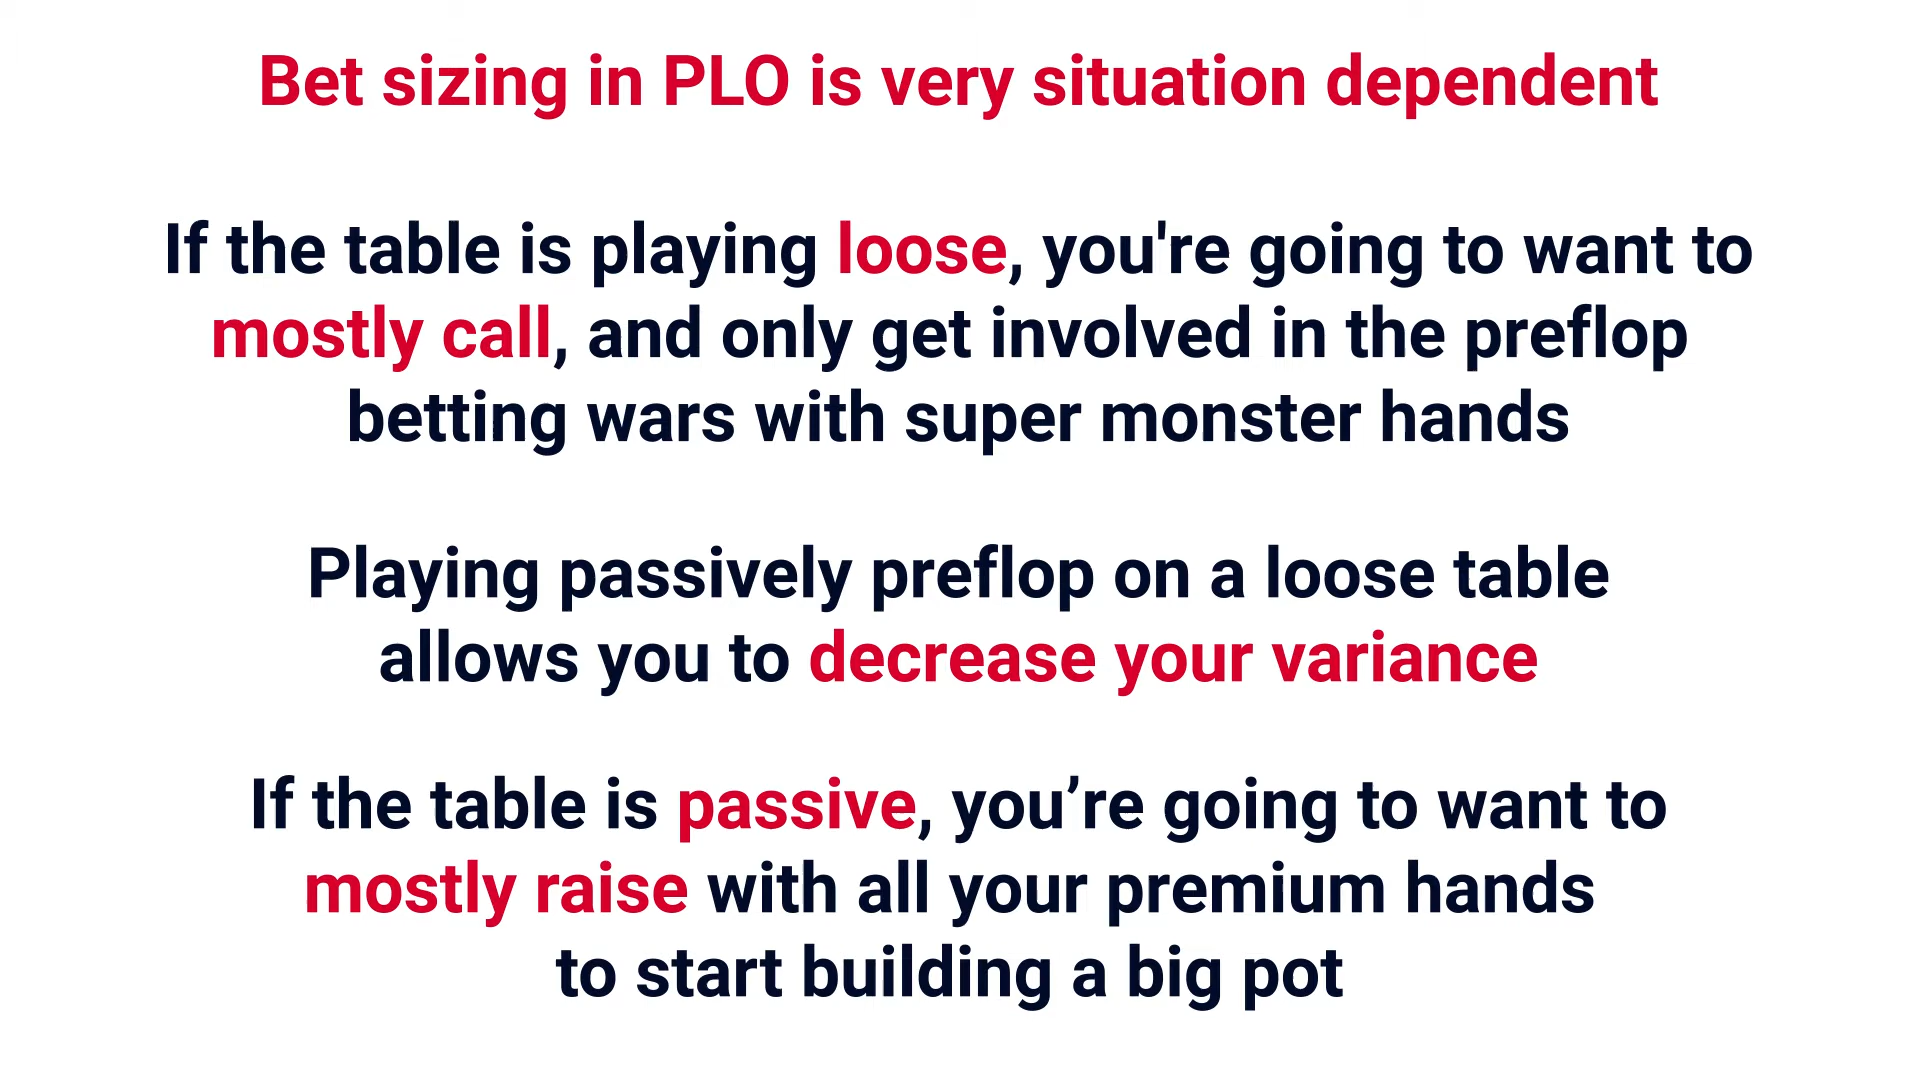 Bet sizing in PLO is very situation dependent
If the table is playing loose, you're going to want to
mostly call, and only get involved in the preflop
betting wars with super monster hands
Playing passively preflop on a loose table
allows you to decrease your variance
If the table is passive, you’re going to want to
mostly raise with all your premium hands
to start building a big pot